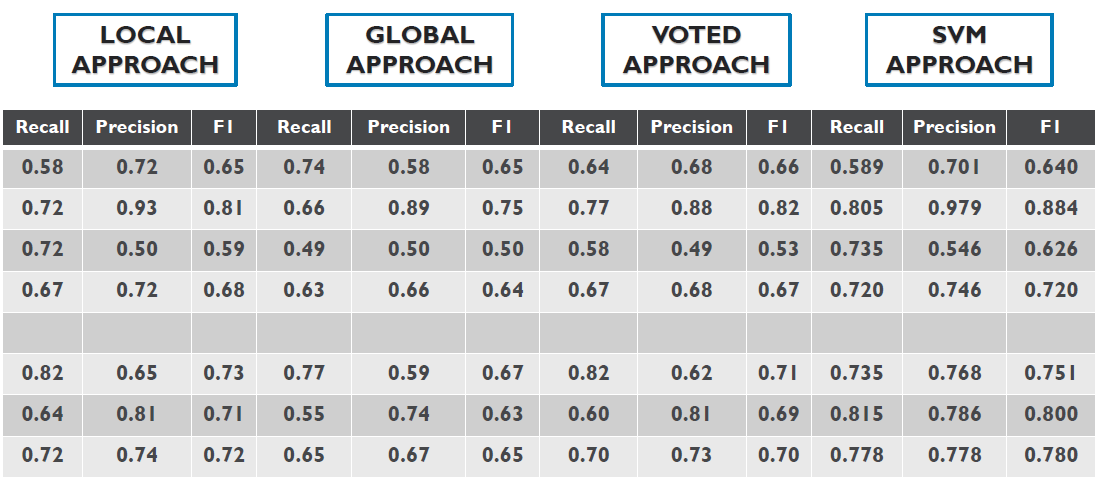 LOCAL APPROACH GLOBAL APPROACH VOTED APPROACH SVM APPROACH
Recall Precision F1 Recall Precision F1 Recall Precision F1 Recall Precision F1
0.58 0.72 0.65 0.74 0.58 0.65 0.64 0.68 0.66 0.589 0.701 0.640
0.72 0.93 0.81 0.66 0.89 0.75 0.77 0.88 0.82 0.805 0.979 0.884
0.72 0.50 0.59 0.49 0.50 0.50 0.58 0.49 0.53 0.735 0.546 0.626
0.67 0.72 0.68 0.63 0.66 0.64 0.67 0.68 0.67 0.720 0.746 0.720
0.82 0.65 0.73 0.77 0.59 0.67 0.82 0.62 0.71 0.735 0.768 0.751
0.64 0.81 0.71 0.55 0.74 0.63 0.60 0.81 0.69 0.815 0.786 0.800
0.72 0.74 0.72 0.65 0.67 0.65 0.70 0.73 0.70 0.778 0.778 0.780